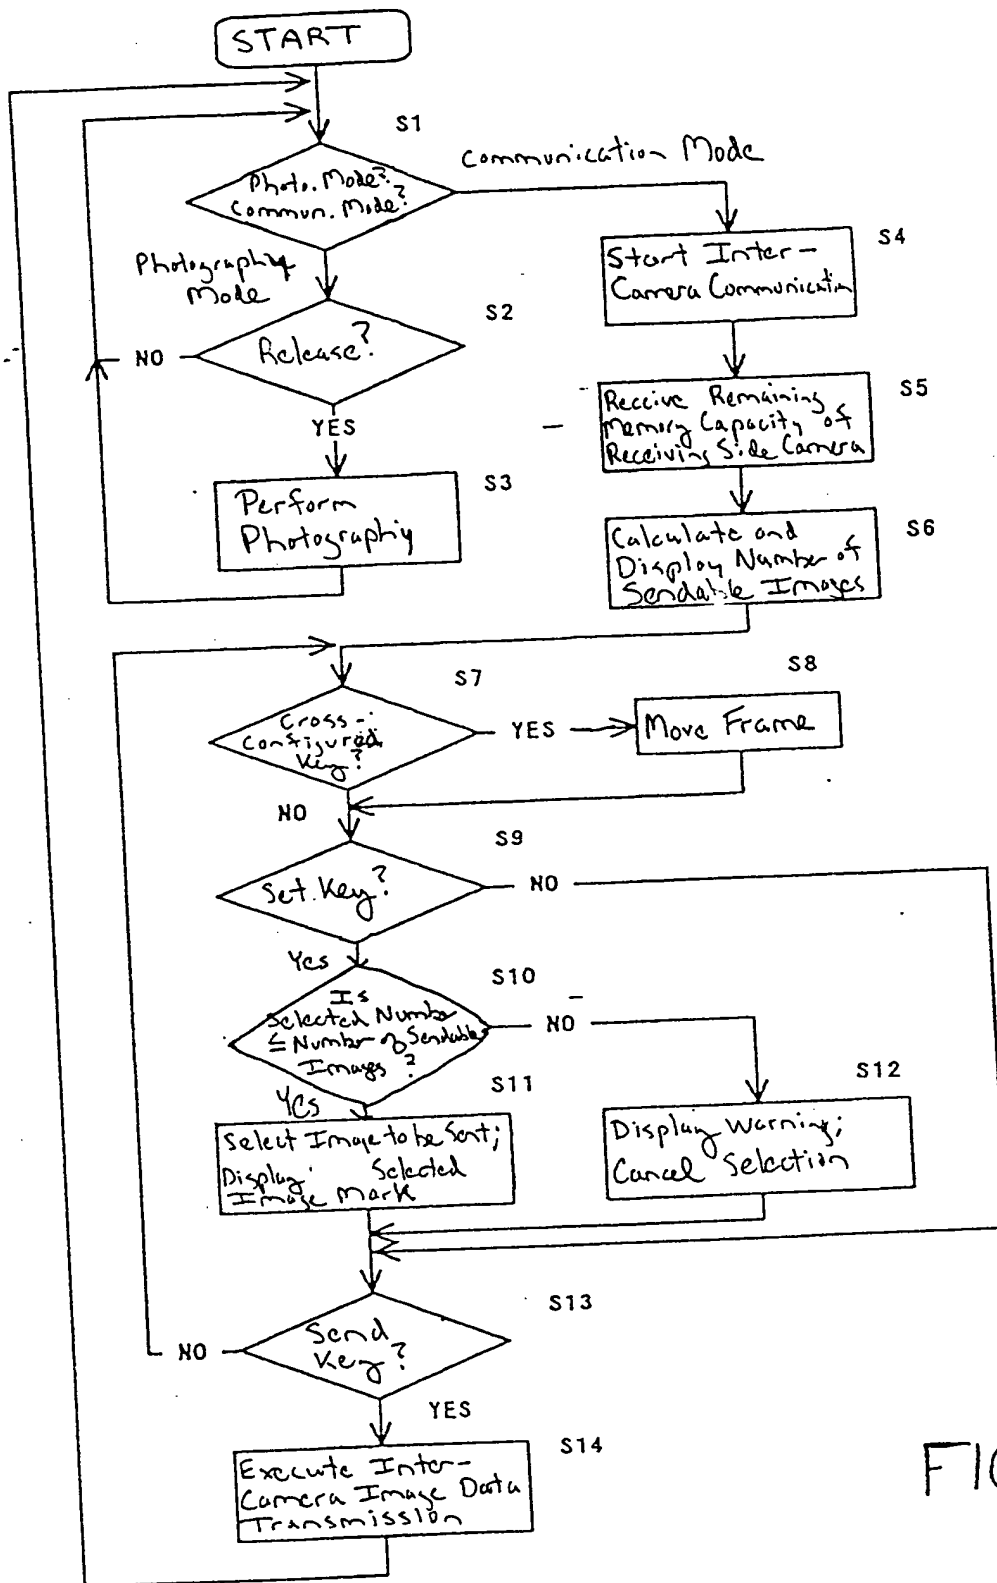 START
S1
Communication Mode
Photo. Mode?
Commun. Mode?
S4
Start Inter-
Camera Communication
Photography
Mode
S2
Release?
NO
YES
S5
Receive Remaining
Memory Capacity of
Receiving Side Camera
S3
Perform
Photography
S6
Calculate and
Display Number of
Sendable Images
S7
S8
Cross-
Configured
Key?
YES
Move Frame
NO
S9
Set Key?
NO
Yes
S10
Is
Selected Number
≤ Number of Sendable
Images?
NO
S11
Yes
S12
Select Image to be Sent;
Display Selected
Image Mark
Display Warning;
Cancel Selection
S13
Send
Key?
NO
YES
S14
Execute Inter-
Camera Image Data
Transmission
FIG